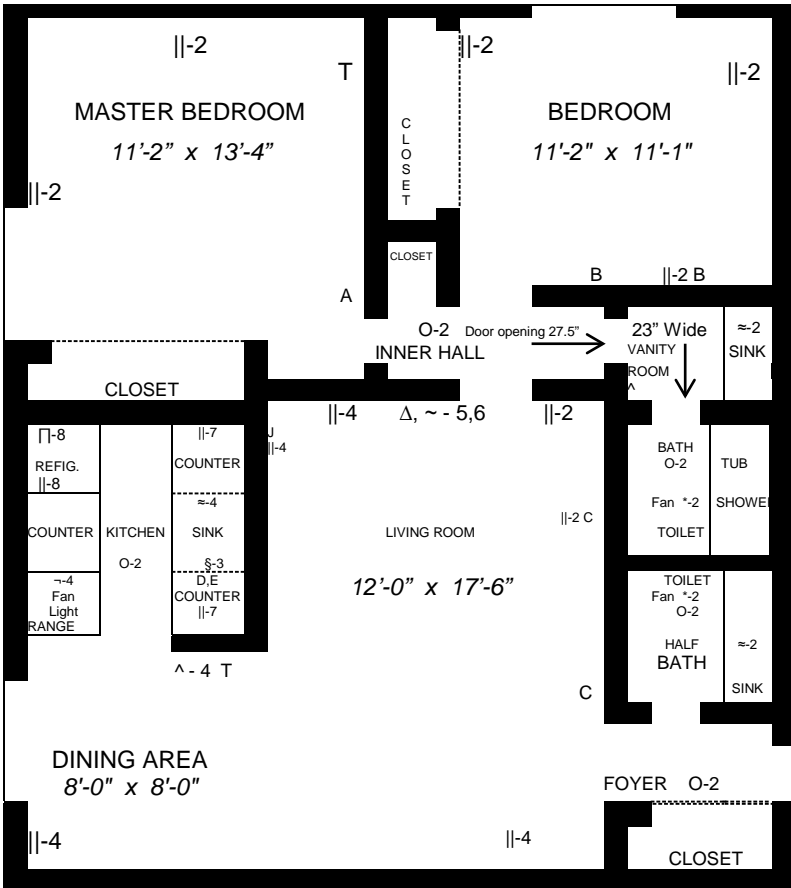 ||-2
||-2
T
||-2
MASTER BEDROOM
BEDROOM
11’-2” x 13’-4”
C
L
O
S
E
T
11'-2" x 11'-1"
||-2
CLOSET
A
B
||-2 B
O-2
Door opening 27.5”
INNER HALL
23” Wide
VANITY
ROOM
^
≈-2
SINK
CLOSET
||-4
∆, ~ - 5,6
||-2
∏-8
REFIG.
||-8
||-7
COUNTER
J
||-4
BATH
O-2
TUB
Fan *-2
SHOWE
TOILET
COUNTER
KITCHEN
O-2
≈-4
SINK
§-3
||-2 C
LIVING ROOM
12’-0” x 17’-6”
¬-4
Fan
Light
RANGE
D,E
COUNTER
||-7
TOILET
Fan *-2
O-2
HALF
BATH
≈-2
SINK
^ - 4 T
C
DINING AREA
8'-0" x 8'-0"
FOYER O-2
||-4
||-4
CLOSET